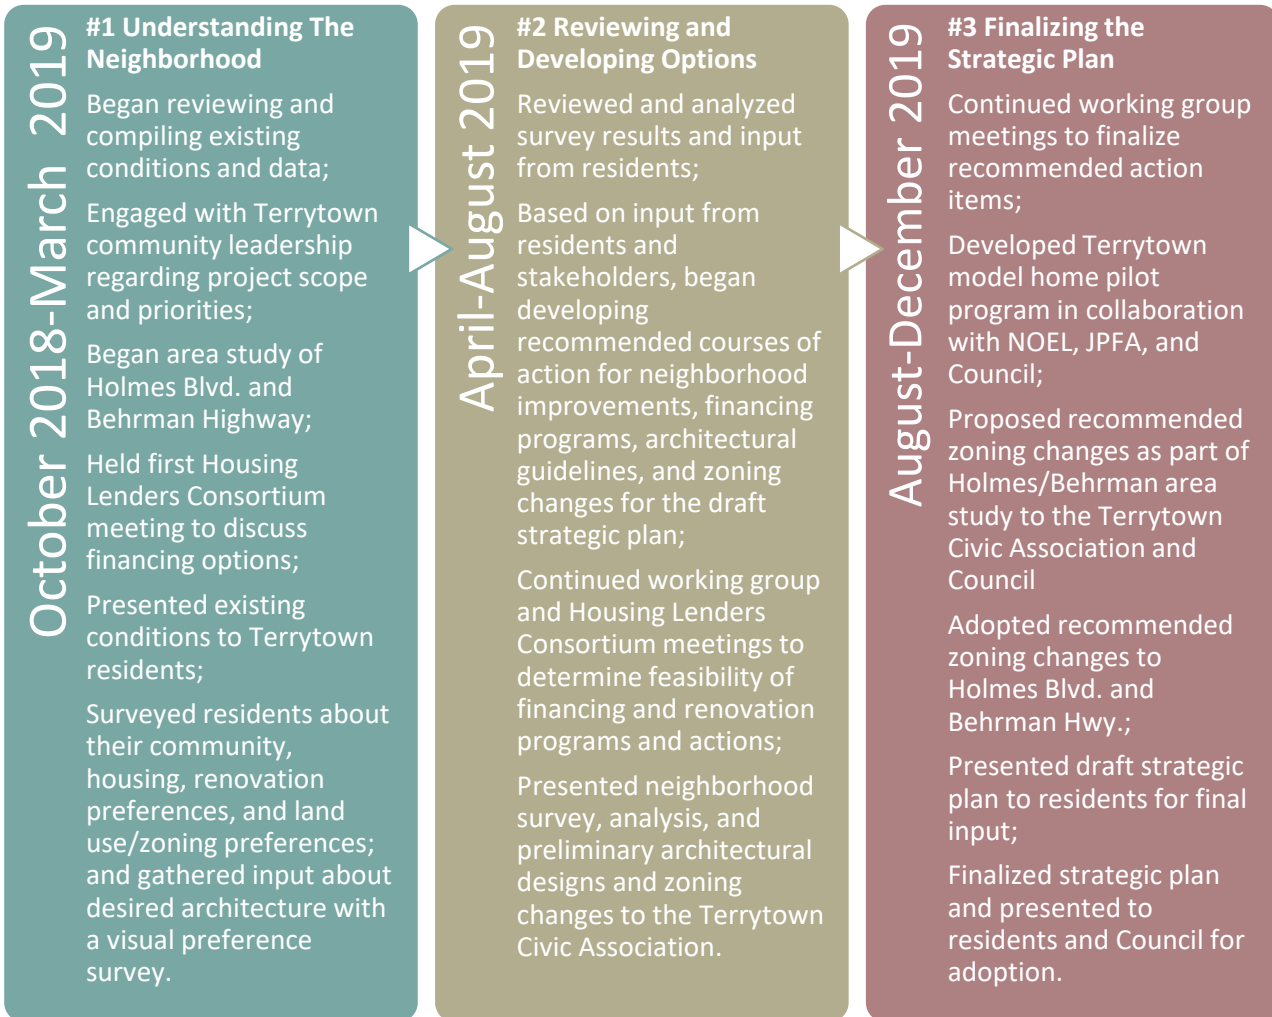 October 2018-March 2019
#1 Understanding The
Neighborhood
Began reviewing and
compiling existing
conditions and data;
Engaged with Terrytown
community leadership
regarding project scope
and priorities;
Began area study of
Holmes Blvd. and
Behrman Highway;
Held first Housing
Lenders Consortium
meeting to discuss
financing options;
Presented existing
conditions to Terrytown
residents;
Surveyed residents about
their community,
housing, renovation
preferences, and land
use/zoning preferences;
and gathered input about
desired architecture with
a visual preference
survey.
April-August 2019
#2 Reviewing and
Developing Options
Reviewed and analyzed
survey results and input
from residents;
Based on input from
residents and
stakeholders, began
developing
recommended courses of
action for neighborhood
improvements, financing
programs, architectural
guidelines, and zoning
changes for the draft
strategic plan;
Continued working group
and Housing Lenders
Consortium meetings to
determine feasibility of
financing and renovation
programs and actions;
Presented neighborhood
survey, analysis, and
preliminary architectural
designs and zoning
changes to the Terrytown
Civic Association.
August-December 2019
#3 Finalizing the
Strategic Plan
Continued working group
meetings to finalize
recommended action
items;
Developed Terrytown
model home pilot
program in collaboration
with NOEL, JPFA, and
Council;
Proposed recommended
zoning changes as part of
Holmes/Behrman area
study to the Terrytown
Civic Association and
Council
Adopted recommended
zoning changes to
Holmes Blvd. and
Behrman Hwy.;
Presented draft strategic
plan to residents for final
input;
Finalized strategic plan
and presented to
residents and Council for
adoption.